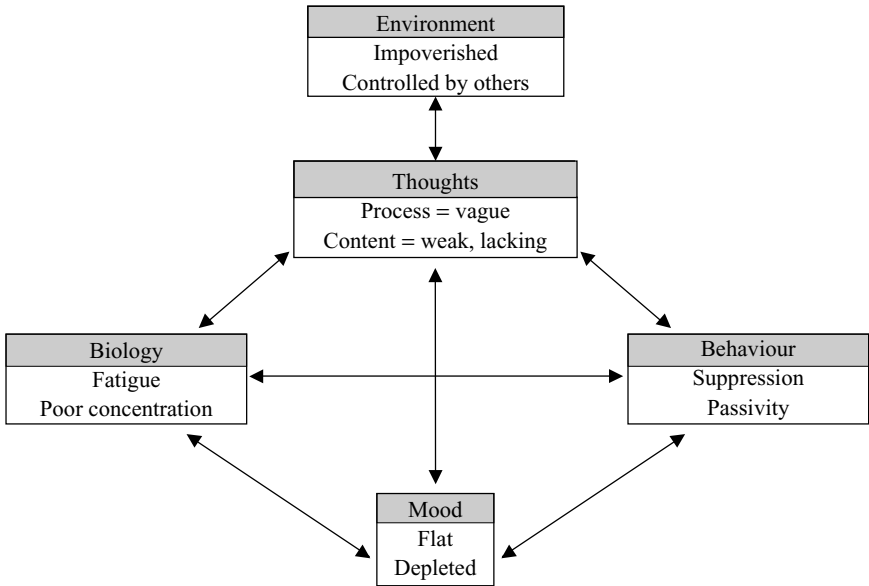 Environment
Impoverished
Controlled by others
Thoughts
Process = vague
Content = weak, lacking
Biology
Fatigue
Poor concentration
Behaviour
Suppression
Passivity
Mood
Flat
Depleted